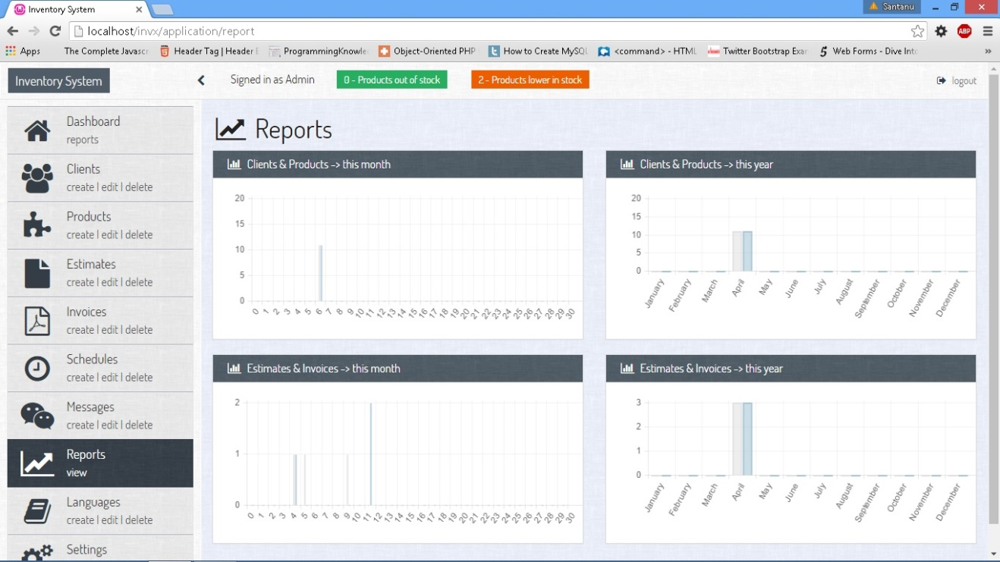 Inventory System
Santanu
localhost/invx/application/report
ABP
Apps
The Complete Javasc
Header Tag | Header
ProgrammingKnowle
Object-Oriented PHP
How to Create MySQL
<command> - HTML
Twitter Bootstrap Exar
Web Forms - Dive Into
»
Inventory System
Signed in as Admin
0 - Products out of stock
2 - Products lower in stock
logout
Dashboard
reports
Clients
create | edit | delete
Products
create | edit | delete
Estimates
create | edit | delete
Invoices
create | edit | delete
Schedules
create | edit | delete
Messages
create | edit | delete
Reports
view
Languages
create | edit | delete
Settings
Reports
Clients & Products -> this month
20
15
10
5
0
0 1 2 3 4 5 6 7 8 9 10 11 12 13 14 15 16 17 18 19 20 21 22 23 24 25 26 27 28 29 30
Clients & Products -> this year
20
15
10
5
0
January February March April May June July August September October November December
Estimates & Invoices -> this month
2
1
0
0 1 2 3 4 5 6 7 8 9 10 11 12 13 14 15 16 17 18 19 20 21 22 23 24 25 26 27 28 29 30
Estimates & Invoices -> this year
3
2
1
0
January February March April May June July August September October November December